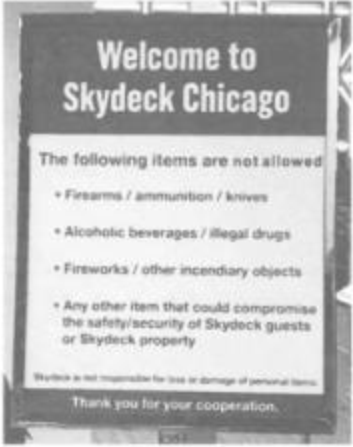 Welcome to
Skydeck Chicago
The following items are not allowed
• Firearms / ammunition / knives
• Alcoholic beverages / illegal drugs
• Fireworks / other incendiary objects
• Any other item that could compromise
the safety/security of Skydeck guests
or Skydeck property
Skydeck is not responsible for loss or damage of personal items.
Thank you for your cooperation.